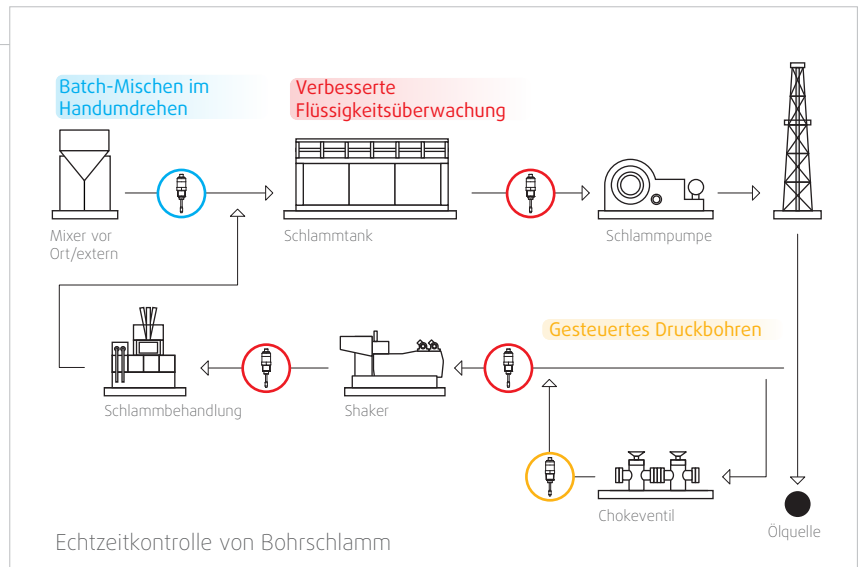 Batch-Mischen im
Handumdrehen
Verbesserte
Flüssigkeitsüberwachung
Mixer vor
Ort/extern
Schlammtank
Schlammpumpe
Gesteuertes Druckbohren
Schlammbehandlung
Shaker
Chokeventil
Ölquelle
Echtzeitkontrolle von Bohrschlamm